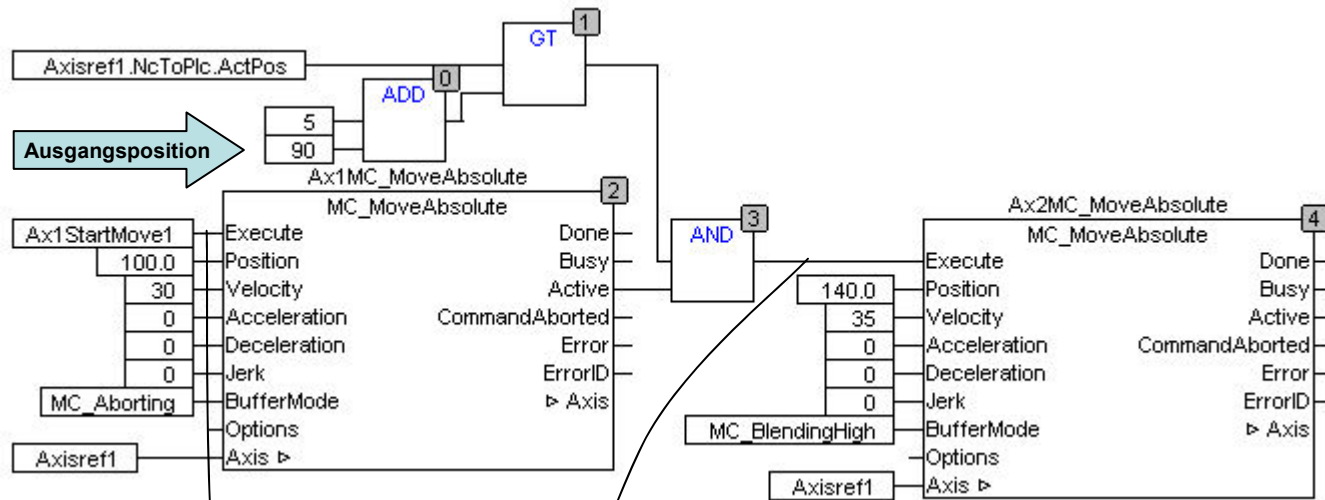 1
GT
Axisref1.NcToPlc.ActPos
0
ADD
5
90
Ausgangsposition
Ax1MC_MoveAbsolute
2
MC_MoveAbsolute
Ax1StartMove1 Execute Done
100.0 Position Busy
30 Velocity Active
0 Acceleration CommandAborted
0 Deceleration Error
0 Jerk ErrorID
MC_Aborting BufferMode ▹ Axis
Options
Axisref1 Axis ▹
3
AND
Ax2MC_MoveAbsolute
4
MC_MoveAbsolute
Execute Done
140.0 Position Busy
35 Velocity Active
0 Acceleration CommandAborted
0 Deceleration Error
0 Jerk ErrorID
MC_BlendingHigh BufferMode ▹ Axis
Options
Axisref1 Axis ▹